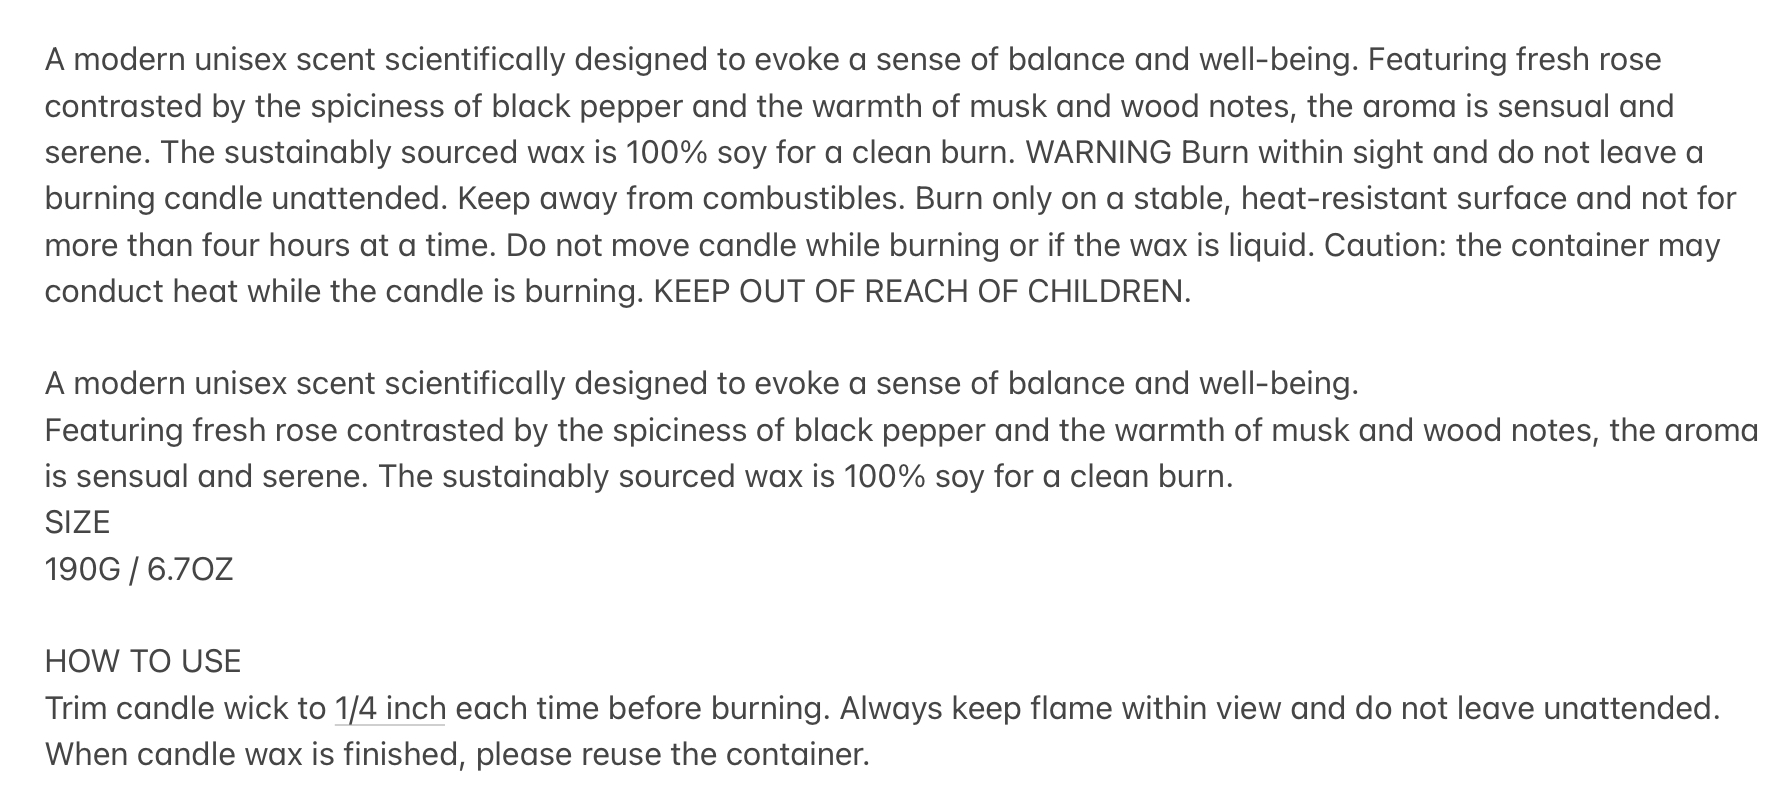 A modern unisex scent scientifically designed to evoke a sense of balance and well-being. Featuring fresh rose
contrasted by the spiciness of black pepper and the warmth of musk and wood notes, the aroma is sensual and
serene. The sustainably sourced wax is 100% soy for a clean burn. WARNING Burn within sight and do not leave a
burning candle unattended. Keep away from combustibles. Burn only on a stable, heat-resistant surface and not for
more than four hours at a time. Do not move candle while burning or if the wax is liquid. Caution: the container may
conduct heat while the candle is burning. KEEP OUT OF REACH OF CHILDREN.
A modern unisex scent scientifically designed to evoke a sense of balance and well-being.
Featuring fresh rose contrasted by the spiciness of black pepper and the warmth of musk and wood notes, the aroma
is sensual and serene. The sustainably sourced wax is 100% soy for a clean burn.
SIZE
190G / 6.7OZ
HOW TO USE
Trim candle wick to 1/4 inch each time before burning. Always keep flame within view and do not leave unattended.
When candle wax is finished, please reuse the container.